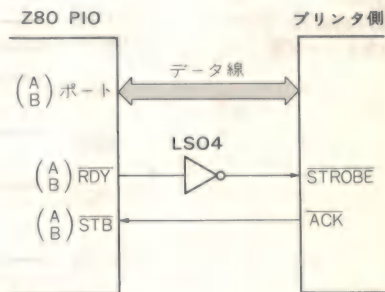 Z80 PIO プリンタ側
(A B) ポート データ線
LS04
(A B) RDY STROBE
(A B) STB ACK